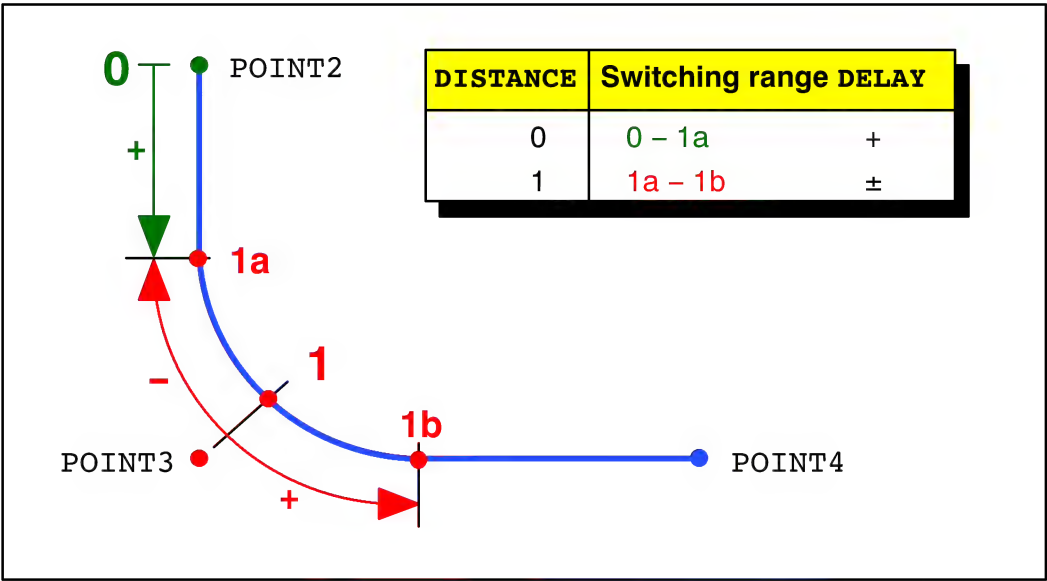 0 POINT2
DISTANCE Switching range DELAY
0 0 – 1a +
1 1a – 1b ±
+
1a
1
–
1b
POINT3
POINT4
+